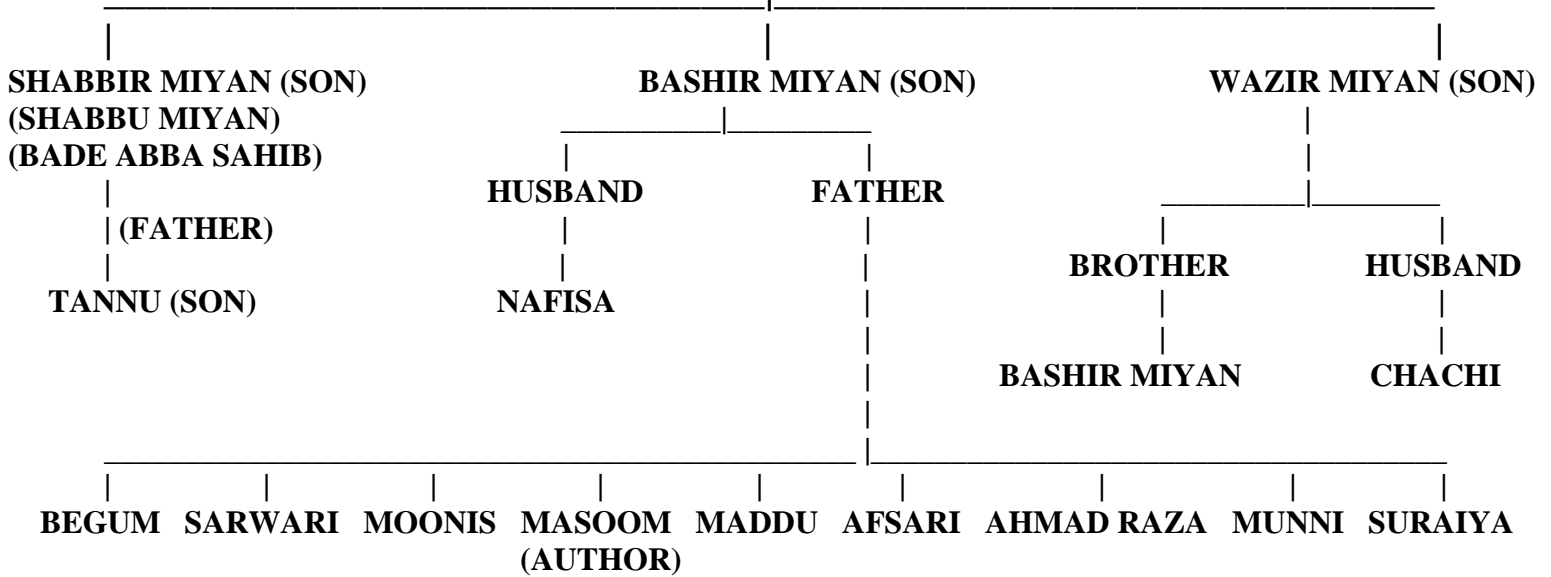 SHABBIR MIYAN (SON) BASHIR MIYAN (SON) WAZIR MIYAN (SON)
(SHABBU MIYAN)
(BADE ABBA SAHIB)
HUSBAND FATHER
(FATHER)
BROTHER HUSBAND
TANNU (SON) NAFISA
BASHIR MIYAN CHACHI
BEGUM SARWARI MOONIS MASOOM MADDU AFSARI AHMAD RAZA MUNNI SURAIYA
(AUTHOR)